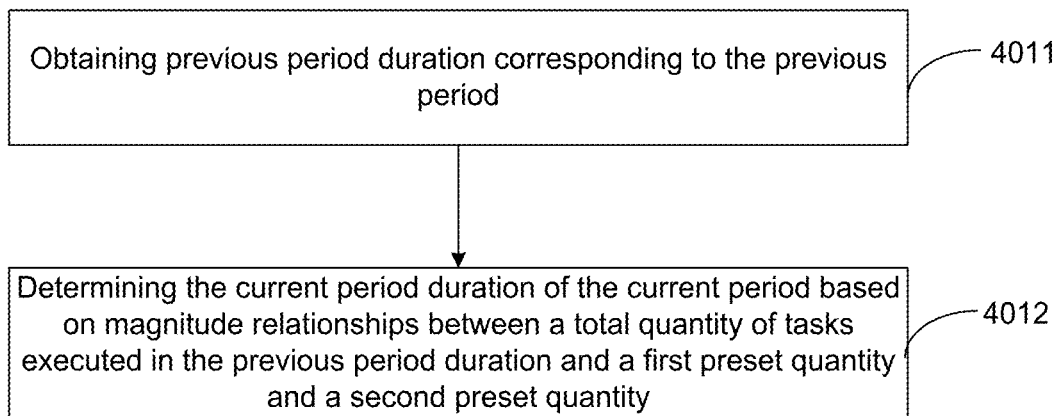 Obtaining previous period duration corresponding to the previous
period
4011
Determining the current period duration of the current period based
on magnitude relationships between a total quantity of tasks
executed in the previous period duration and a first preset quantity
and a second preset quantity
4012